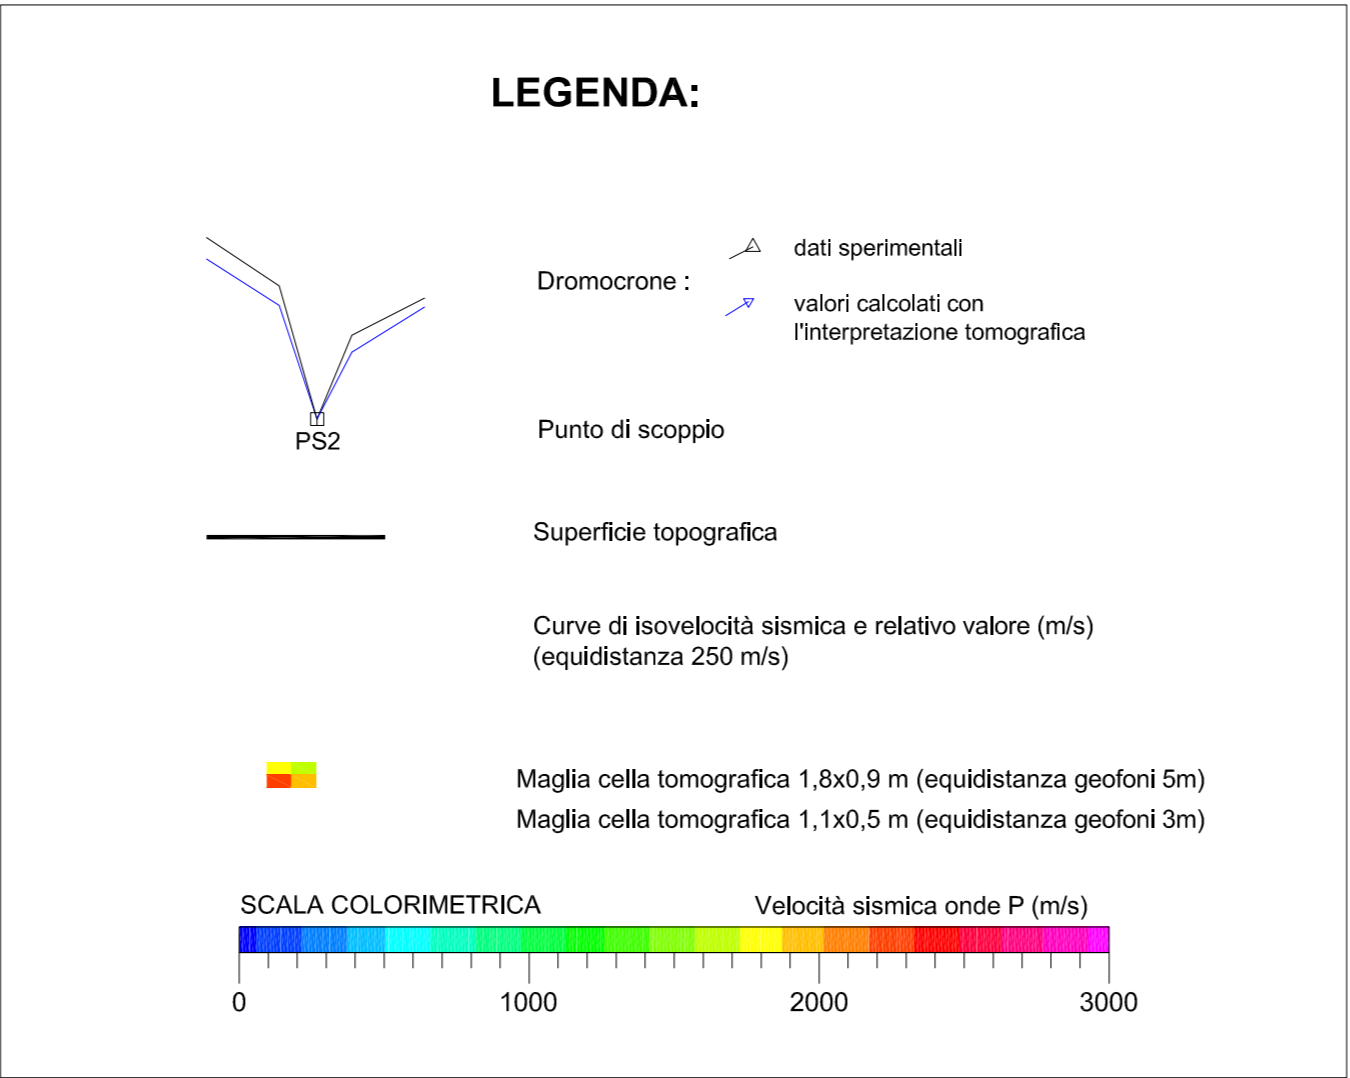 LEGENDA:
Dromocrone :
dati sperimentali
valori calcolati con
l'interpretazione tomografica
PS2
Punto di scoppio
Superficie topografica
Curve di isovelocità sismica e relativo valore (m/s)
(equidistanza 250 m/s)
Maglia cella tomografica 1,8x0,9 m (equidistanza geofoni 5m)
Maglia cella tomografica 1,1x0,5 m (equidistanza geofoni 3m)
SCALA COLORIMETRICA
Velocità sismica onde P (m/s)
0 1000 2000 3000